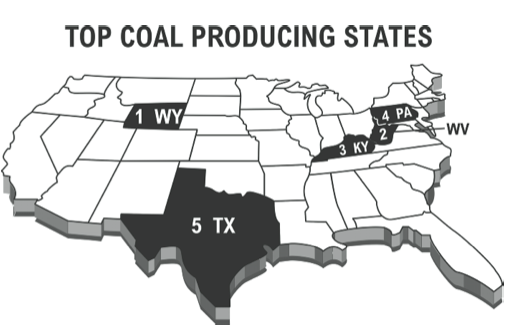 TOP COAL PRODUCING STATES
1 WY
4 PA
2
WV
3 KY
5 TX